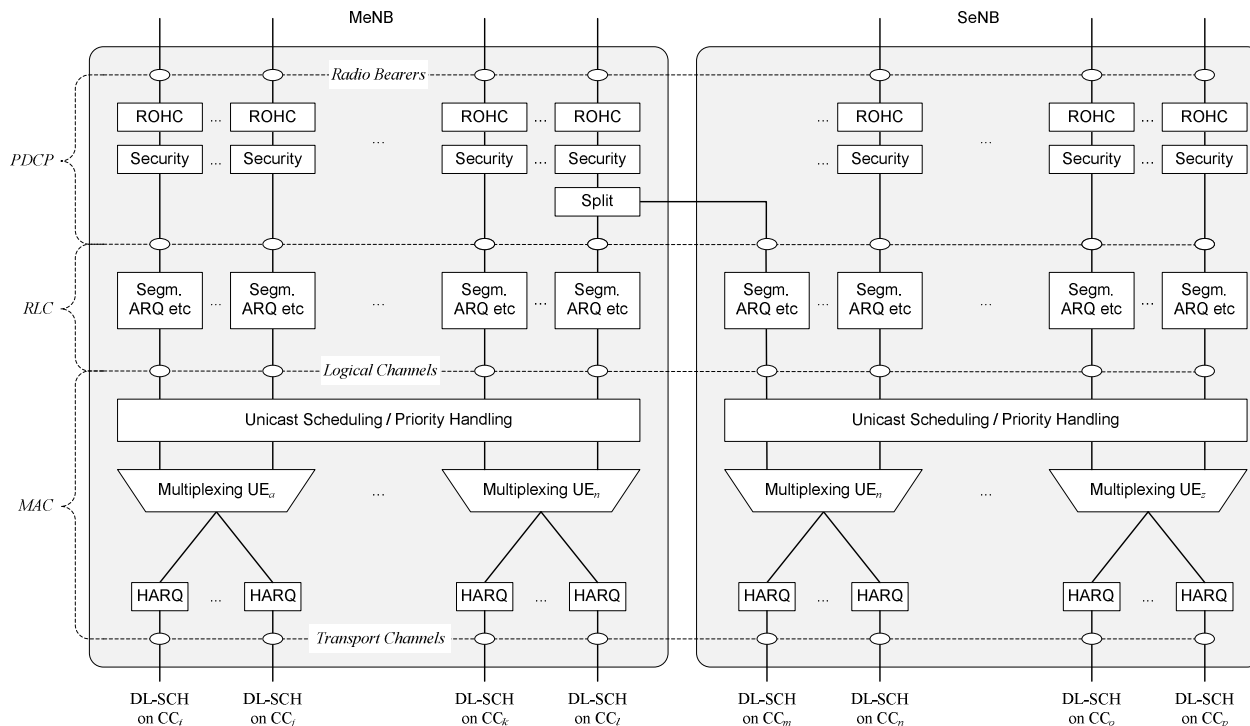 MeNB SeNB
Radio Bearers
ROHC ... ROHC ROHC ... ROHC ... ROHC ROHC ... ROHC
... ...
PDCP
Security ... Security Security ... Security ... Security Security ... Security
Split
Segm. ARQ etc ... Segm. ARQ etc ... Segm. ARQ etc ... Segm. ARQ etc Segm. ARQ etc ... Segm. ARQ etc ... Segm. ARQ etc ... Segm. ARQ etc
RLC
Logical Channels
Unicast Scheduling / Priority Handling Unicast Scheduling / Priority Handling
Multiplexing UEa ... Multiplexing UEn Multiplexing UEn ... Multiplexing UEz
MAC
HARQ ... HARQ HARQ ... HARQ HARQ ... HARQ HARQ ... HARQ
... ...
Transport Channels
DL-SCH DL-SCH DL-SCH DL-SCH DL-SCH DL-SCH DL-SCH DL-SCH
on CCi on CCj on CCk on CCl on CCm on CCn on CCo on CCp